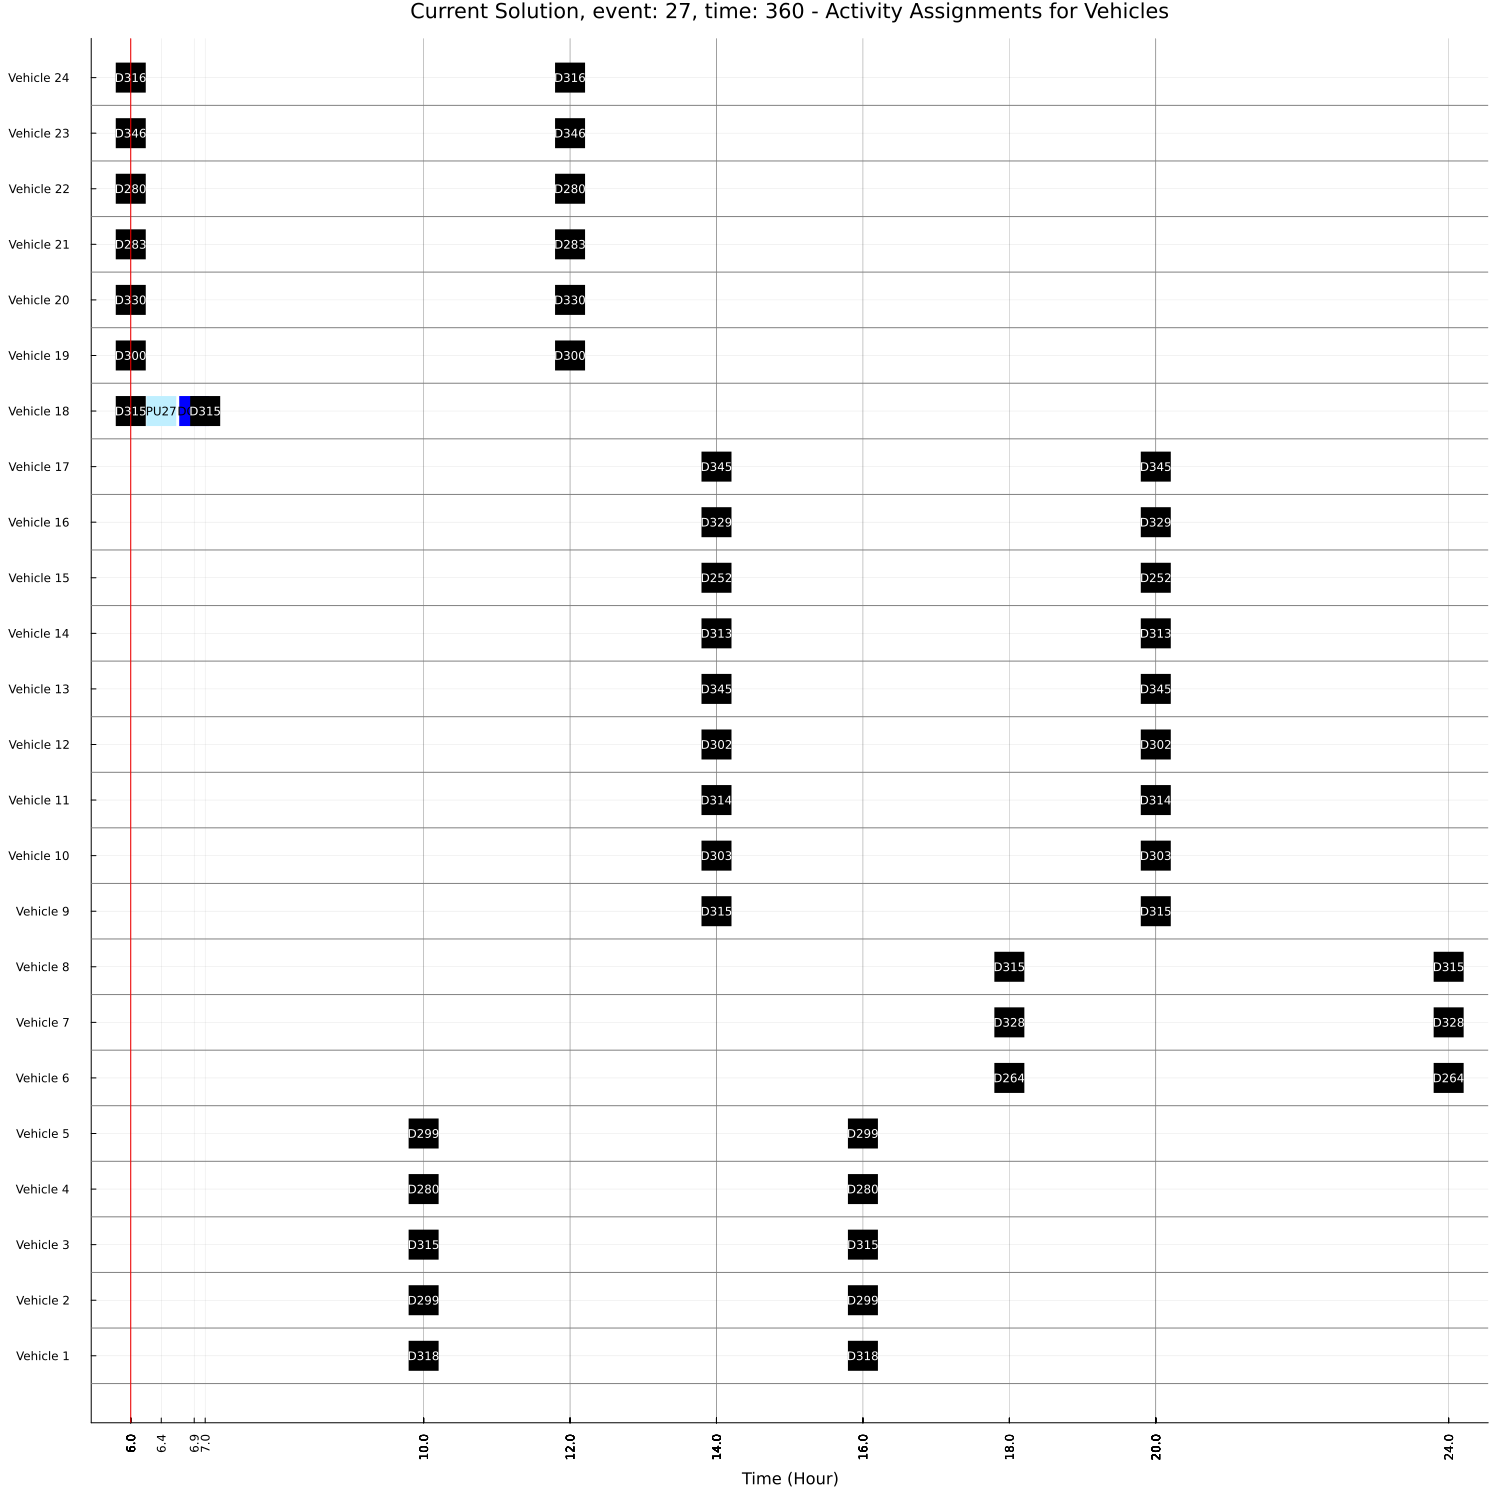 Current Solution, event: 27, time: 360 - Activity Assignments for Vehicles
Vehicle 24 D316 D316
Vehicle 23 D346 D346
Vehicle 22 D280 D280
Vehicle 21 D283 D283
Vehicle 20 D330 D330
Vehicle 19 D300 D300
Vehicle 18 D315 PU27 D315
Vehicle 17 D345 D345
Vehicle 16 D329 D329
Vehicle 15 D252 D252
Vehicle 14 D313 D313
Vehicle 13 D345 D345
Vehicle 12 D302 D302
Vehicle 11 D314 D314
Vehicle 10 D303 D303
Vehicle 9 D315 D315
Vehicle 8 D315 D315
Vehicle 7 D328 D328
Vehicle 6 D264 D264
Vehicle 5 D299 D299
Vehicle 4 D280 D280
Vehicle 3 D315 D315
Vehicle 2 D299 D299
Vehicle 1 D318 D318
6.0 6.4 6.9 7.0 10.0 12.0 14.0 16.0 18.0 20.0 24.0
Time (Hour)